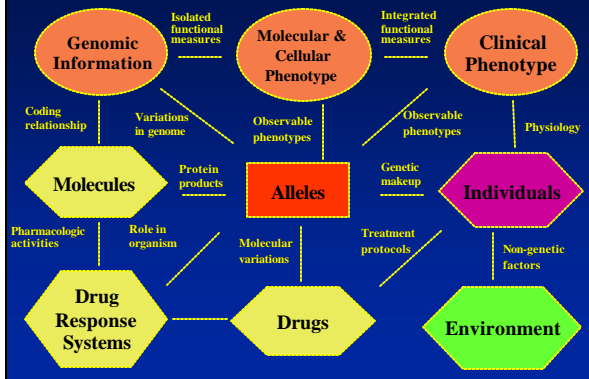 Isolated
functional
measures
Integrated
functional
measures
Genomic
Information
Molecular &
Cellular
Phenotype
Clinical
Phenotype
Coding
relationship
Variations
in genome
Observable
phenotypes
Observable
phenotypes
Physiology
Molecules
Protein
products
Alleles
Genetic
makeup
Individuals
Pharmacologic
activities
Role in
organism
Molecular
variations
Treatment
protocols
Non-genetic
factors
Drug
Response
Systems
Drugs
Environment